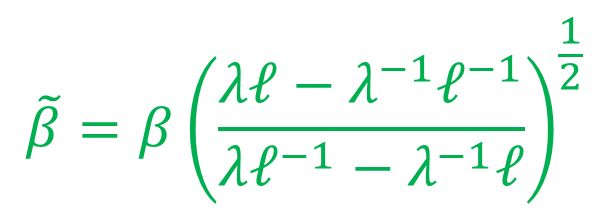 β̃ = β ( (λℓ − λ⁻¹ℓ⁻¹) / (λℓ⁻¹ − λ⁻¹ℓ) )^(1/2)